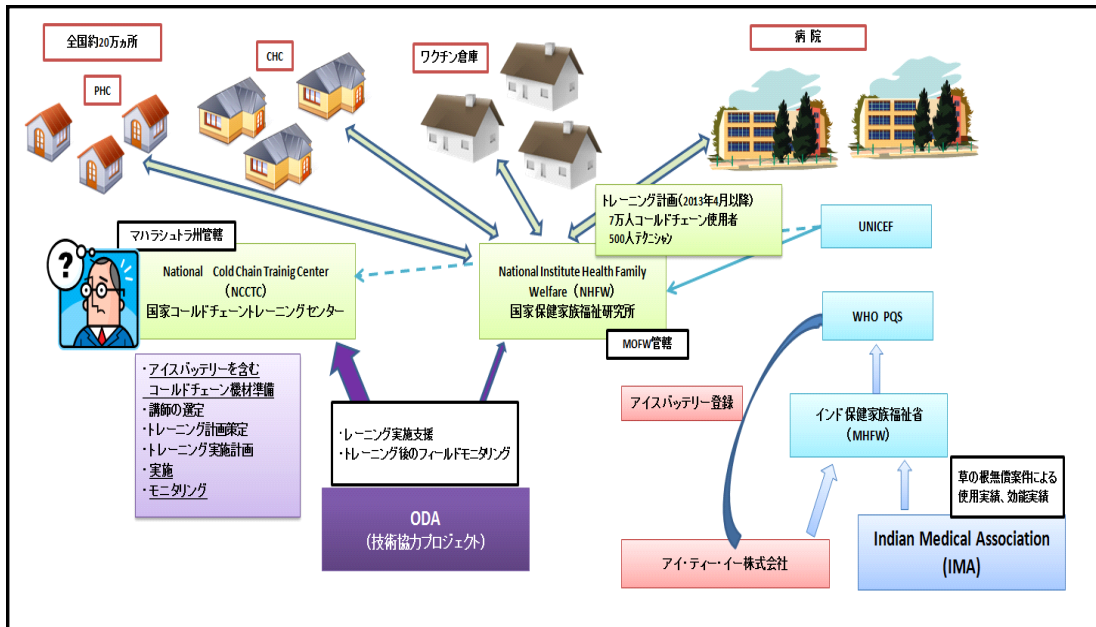 全国約20万ヵ所
PHC
CHC
ワクチン倉庫
病 院
トレーニング計画(2013年4月以降)
7万人コールドチェーン使用者
500人テクニシャン
UNICEF
マハラシュトラ州管轄
?
National Cold Chain Trainig Center
（NCCTC）
国家コールドチェーントレーニングセンター
National Institute Health Family
Welfare（NHFW）
国家保健家族福祉研究所
MOFW管轄
WHO PQS
・アイスバッテリーを含む
コールドチェーン機材準備
・講師の選定
・トレーニング計画策定
・トレーニング実施計画
・実施
・モニタリング
・レーニング実施支援
・トレーニング後のフィールドモニタリング
ODA
（技術協力プロジェクト）
アイスバッテリー登録
インド保健家族福祉省
（MHFW）
草の根無償案件による
使用実績、効能実績
アイ・ティー・イー株式会社
Indian Medical Association
(IMA)